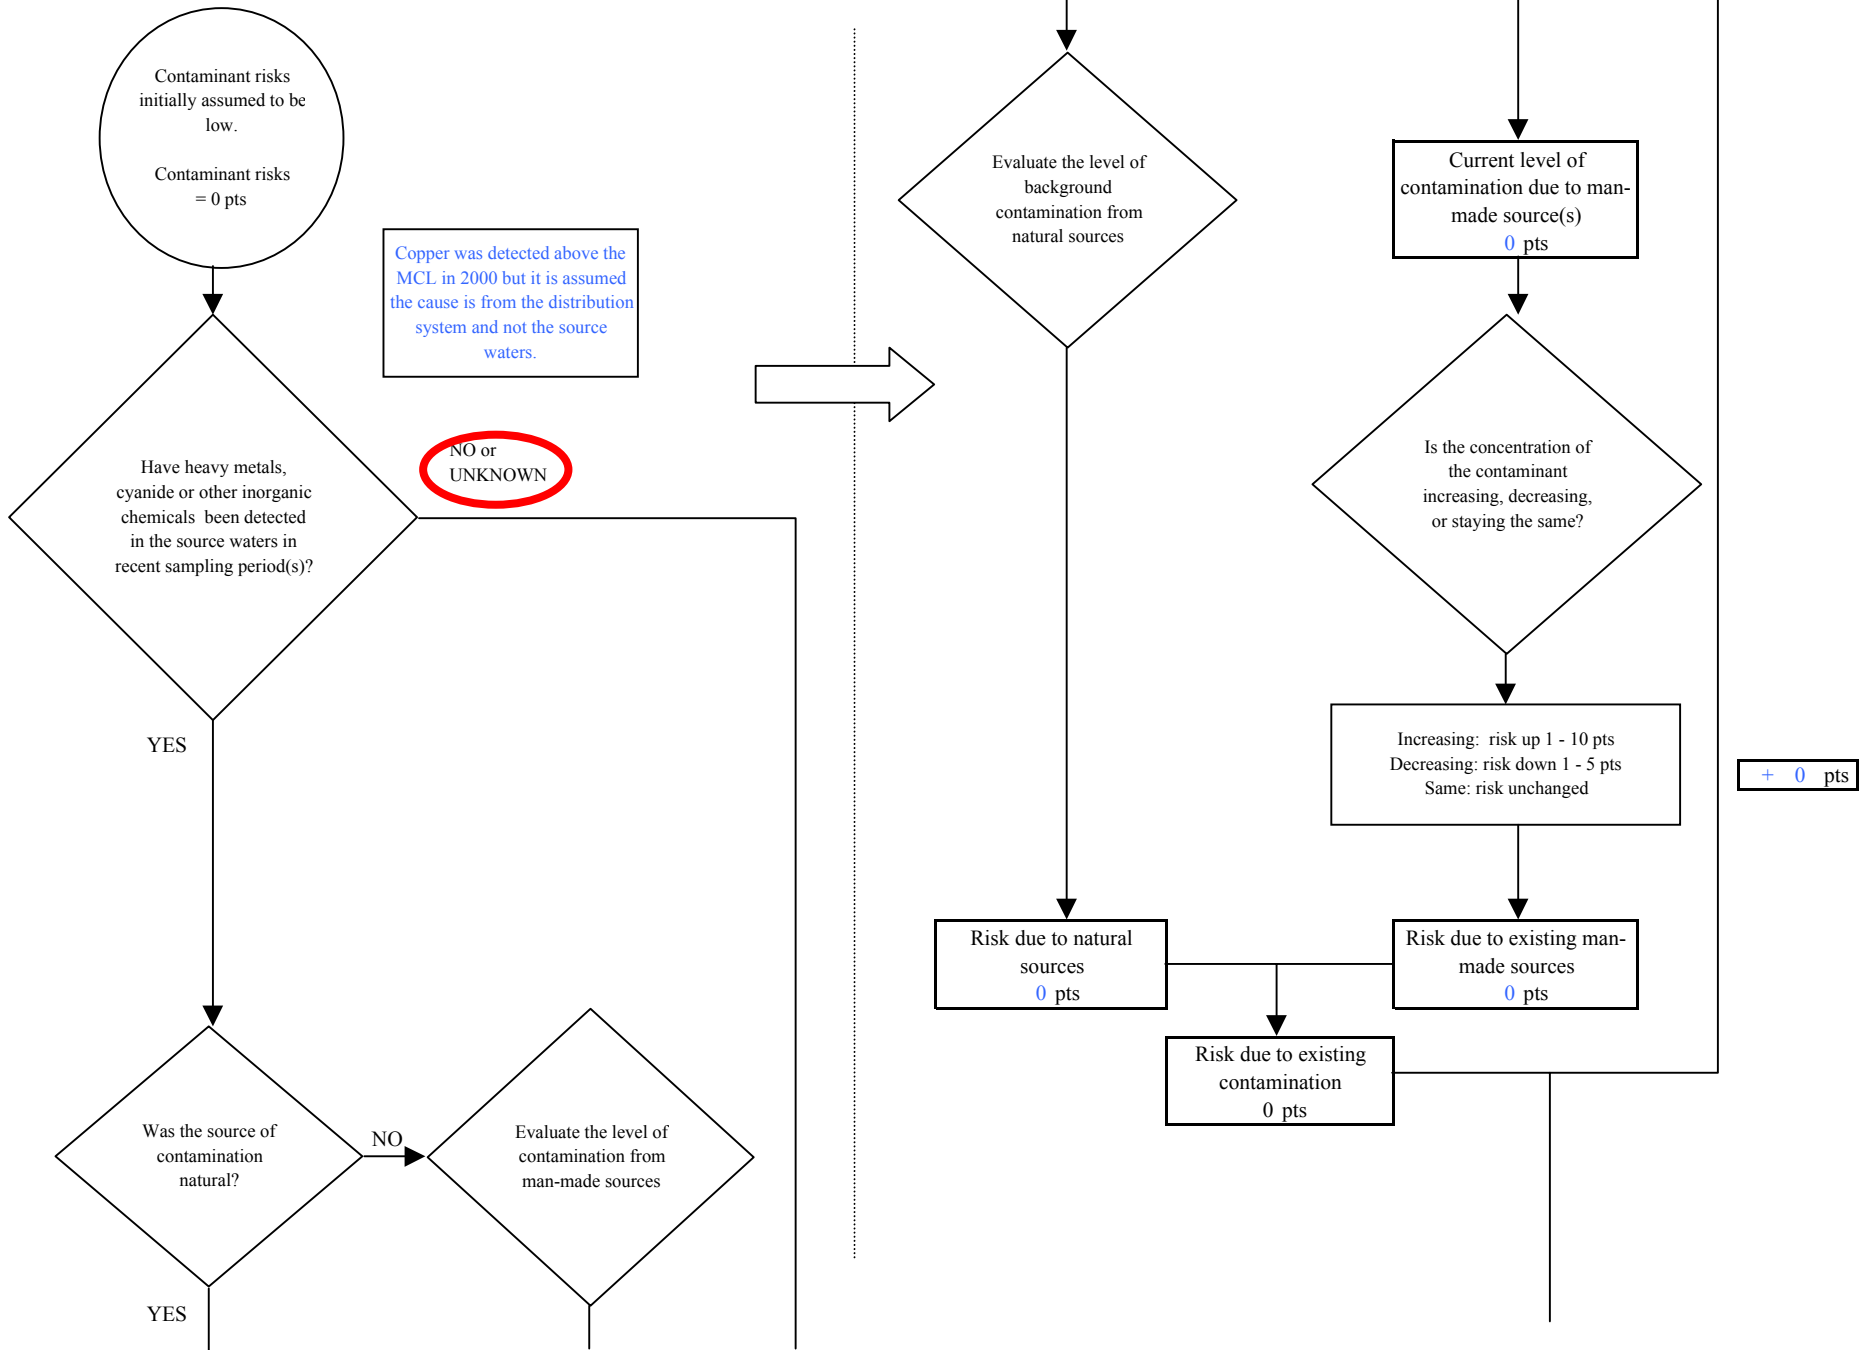 Contaminant risks
initially assumed to be
low.
Contaminant risks
= 0 pts
Copper was detected above the
MCL in 2000 but it is assumed
the cause is from the distribution
system and not the source
waters.
NO or
UNKNOWN
Have heavy metals,
cyanide or other inorganic
chemicals been detected
in the source waters in
recent sampling period(s)?
YES
Was the source of
contamination
natural?
NO
Evaluate the level of
contamination from
man-made sources
YES
Evaluate the level of
background
contamination from
natural sources
Current level of
contamination due to man-
made source(s)
0 pts
Is the concentration of
the contaminant
increasing, decreasing,
or staying the same?
Increasing: risk up 1 - 10 pts
Decreasing: risk down 1 - 5 pts
Same: risk unchanged
+ 0 pts
Risk due to natural
sources
0 pts
Risk due to existing man-
made sources
0 pts
Risk due to existing
contamination
0 pts